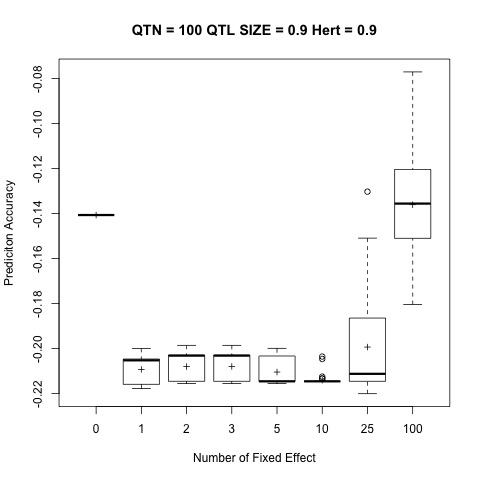 QTN = 100 QTL SIZE = 0.9 Hert = 0.9
Prediciton Accuracy
-0.08
-0.10
-0.12
-0.14
-0.16
-0.18
-0.20
-0.22
0 1 2 3 5 10 25 100
Number of Fixed Effect